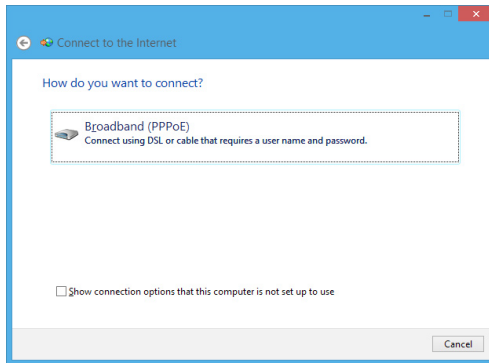 Connect to the Internet
How do you want to connect?
Broadband (PPPoE)
Connect using DSL or cable that requires a user name and password.
Show connection options that this computer is not set up to use
Cancel